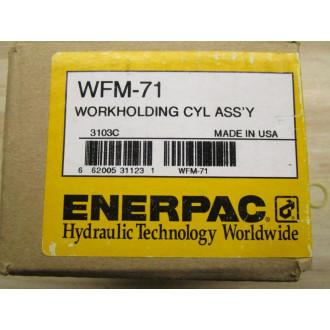 WFM-71
WORKHOLDING CYL ASS'Y
3103C MADE IN USA
6 62005 31123 1 WFM-71
ENERPAC
Hydraulic Technology Worldwide